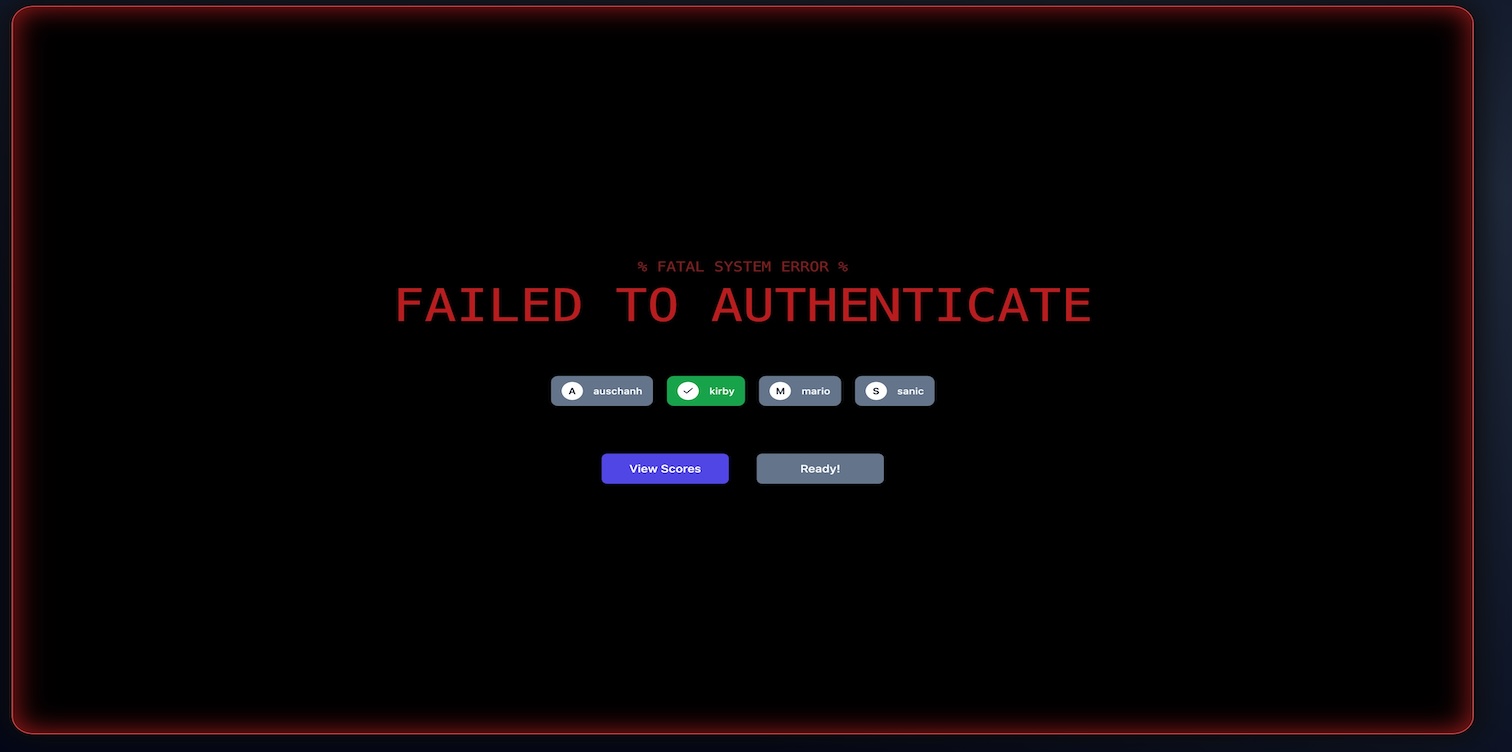 % FATAL SYSTEM ERROR %
FAILED TO AUTHENTICATE
A auschanh ✓ kirby M mario S sanic
View Scores Ready!